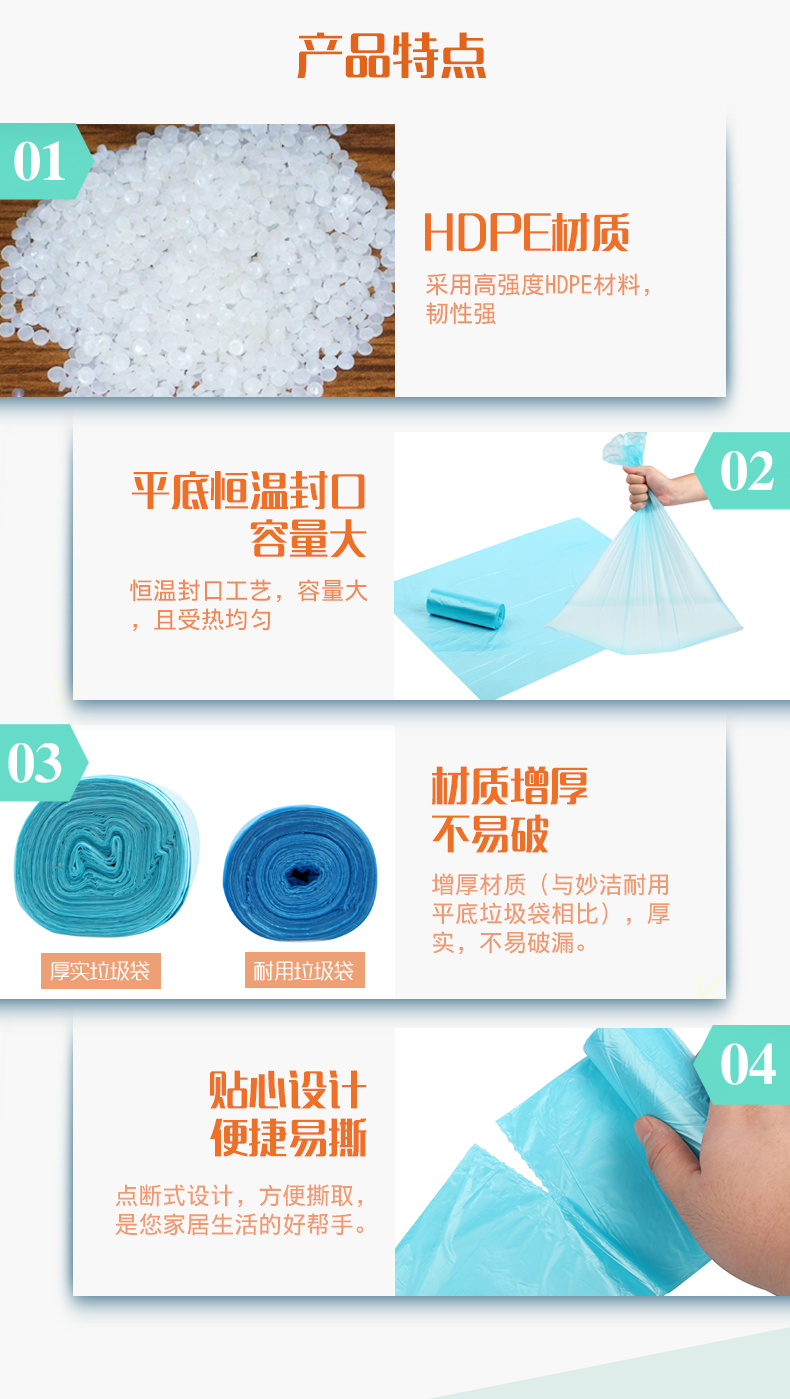 产品特点
01
HDPE材质
采用高强度HDPE材料，
韧性强
02
平底恒温封口
容量大
恒温封口工艺，容量大
，且受热均匀
03
材质增厚
不易破
增厚材质（与妙洁耐用
平底垃圾袋相比），厚
实，不易破漏。
厚实垃圾袋
耐用垃圾袋
04
贴心设计
便捷易撕
点断式设计，方便撕取，
是您家居生活的好帮手。